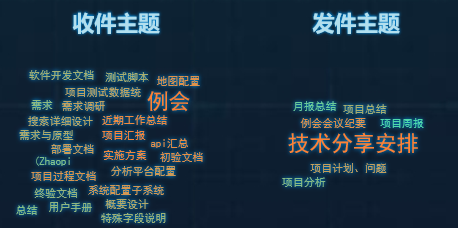 收件主题
发件主题
软件开发文档 测试脚本 地图配置
项目测试数据统
例会
需求 需求调研
搜索详细设计 近期工作总结
需求与原型 项目汇报 api汇总
部署文档 实施方案 初验文档
(Zhaopi 分析平台配置
项目过程文档 系统配置子系统
终验文档 概要设计
总结 用户手册 特殊字段说明
月报总结 项目总结
例会会议纪要 项目周报
技术分享安排
项目计划、问题
项目分析